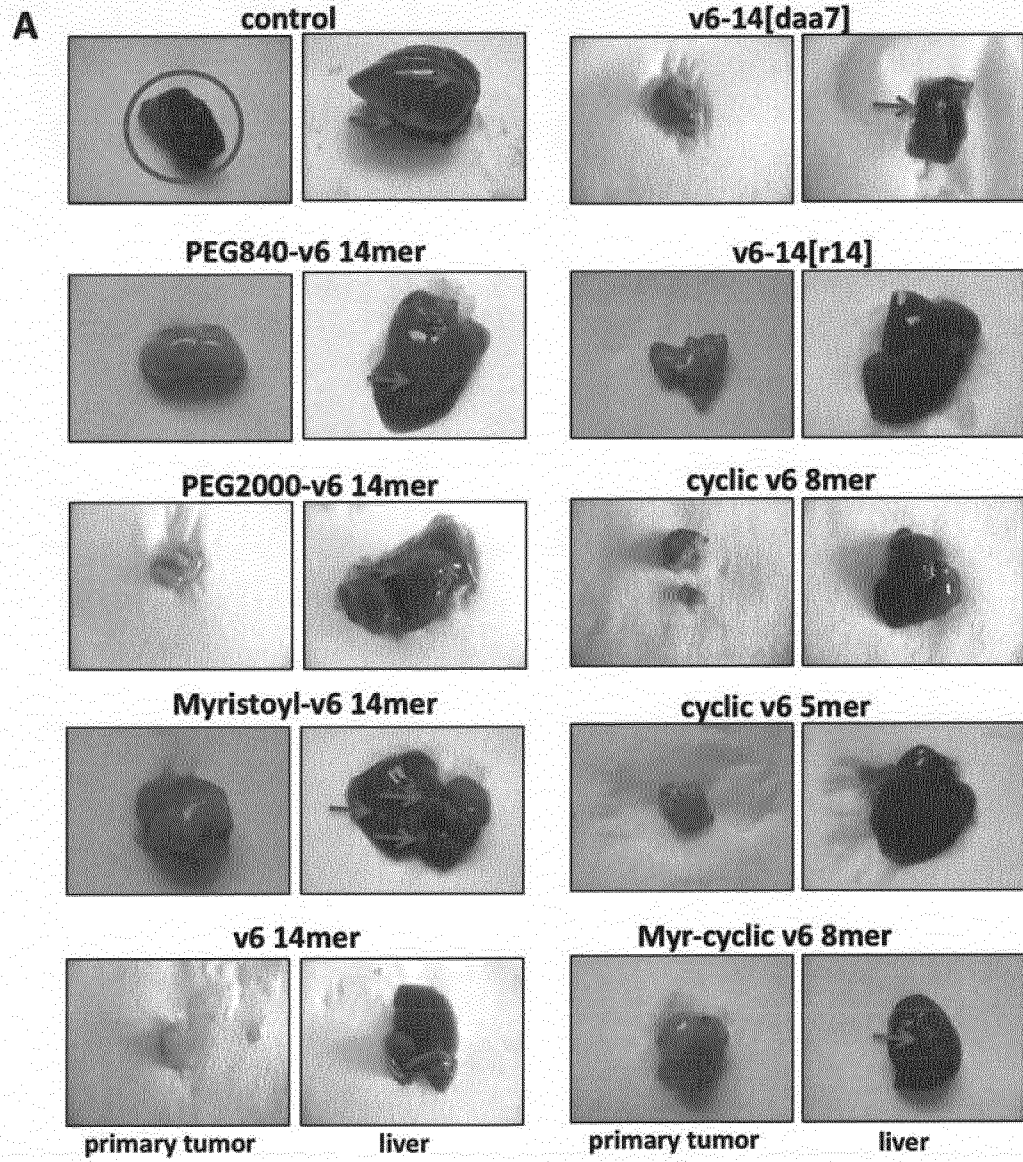 A
control
v6-14[daa7]
PEG840-v6 14mer
v6-14[r14]
PEG2000-v6 14mer
cyclic v6 8mer
Myristoyl-v6 14mer
cyclic v6 5mer
v6 14mer
Myr-cyclic v6 8mer
primary tumor
liver
primary tumor
liver